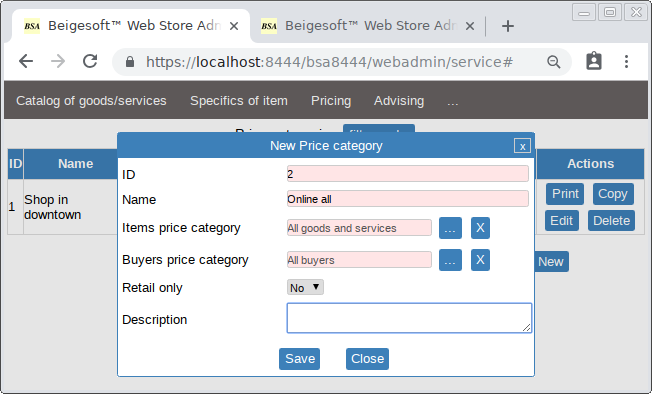 BSA Beigesoft™ Web Store Adm
BSA Beigesoft™ Web Store Adm
https://localhost:8444/bsa8444/webadmin/service#
Catalog of goods/services Specifics of item Pricing Advising ...
New Price category x
ID Name Actions
ID 2
Name Online all
1 Shop in downtown
Print Copy
Edit Delete
Items price category All goods and services ... X
Buyers price category All buyers ... X
New
Retail only No
Description
Save Close